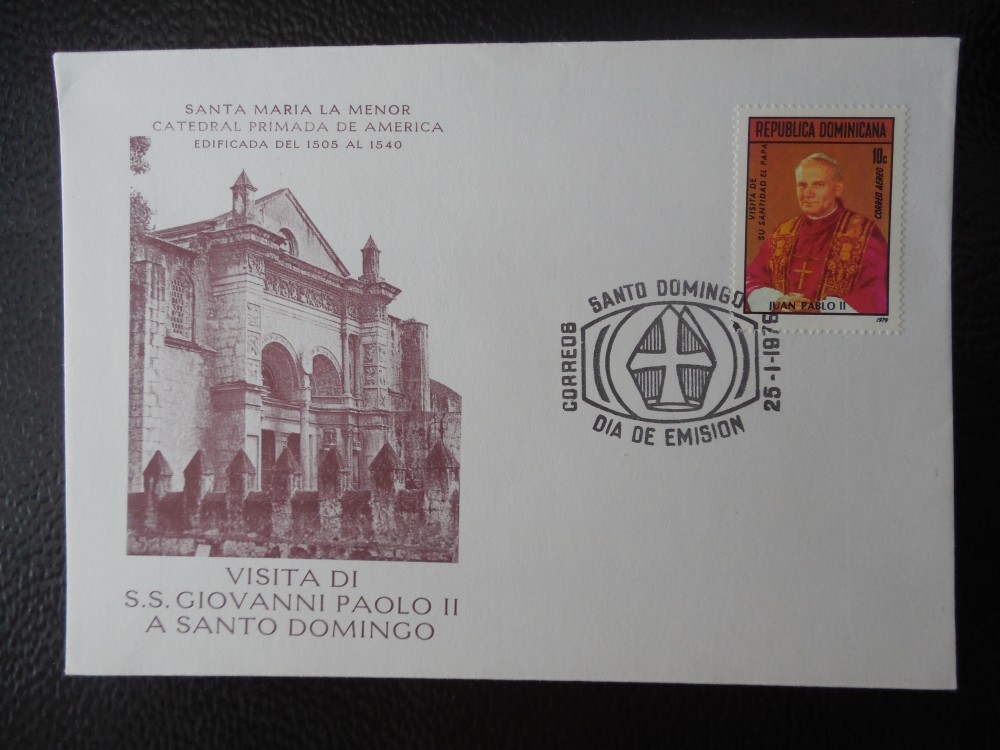 SANTA MARIA LA MENOR
CATEDRAL PRIMADA DE AMERICA
EDIFICADA DEL 1505 AL 1540
VISITA DI
S.S. GIOVANNI PAOLO II
A SANTO DOMINGO
REPUBLICA DOMINICANA
10c
CORREO AEREO
VISITA DE
SU SANTIDAD EL PAPA
JUAN PABLO II
1979
SANTO DOMINGO
CORREOS
25-I-1979
DIA DE EMISION